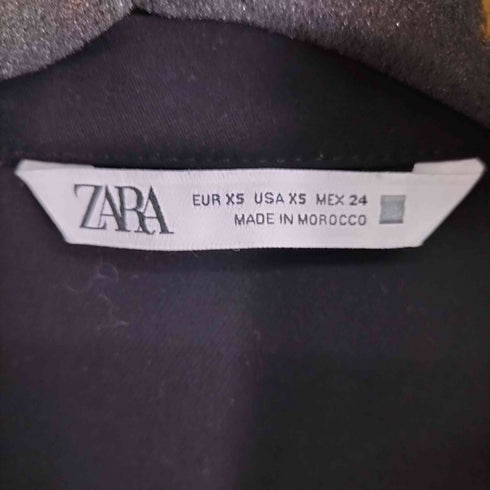 ZARA
EUR XS USA XS MEX 24
MADE IN MOROCCO